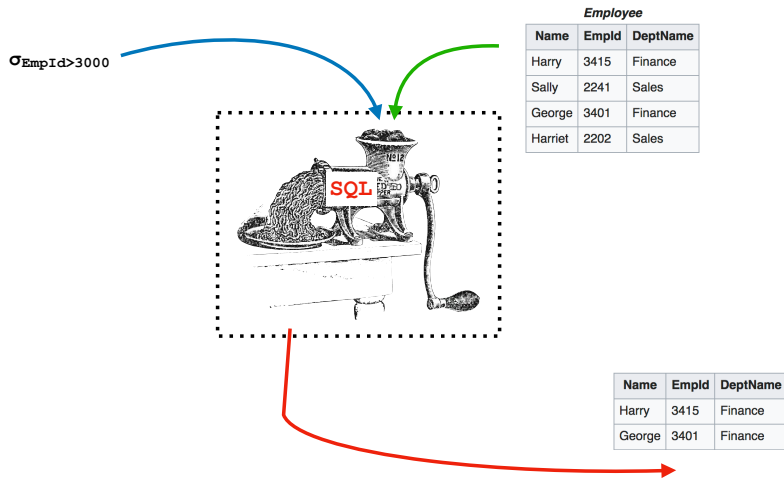 Employee
Name EmpId DeptName
Harry 3415 Finance
Sally 2241 Sales
George 3401 Finance
Harriet 2202 Sales
σEmpId>3000
Nº12
SQL
Name EmpId DeptName
Harry 3415 Finance
George 3401 Finance